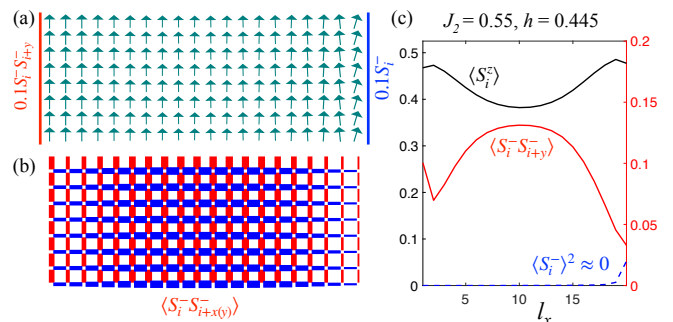 (a)
0.1S_i^- S_{i+y}^-
0.1S_i^-
(b)
⟨S_i^- S_{i+x(y)}^-⟩
(c)
J_2 = 0.55, h = 0.445
0.5
0.4
0.3
0.2
0.1
0
⟨S_i^z⟩
⟨S_i^- S_{i+y}^-⟩
⟨S_i^-⟩^2 ≈ 0
0.2
0.15
0.1
0.05
0
5 10 15
l_x